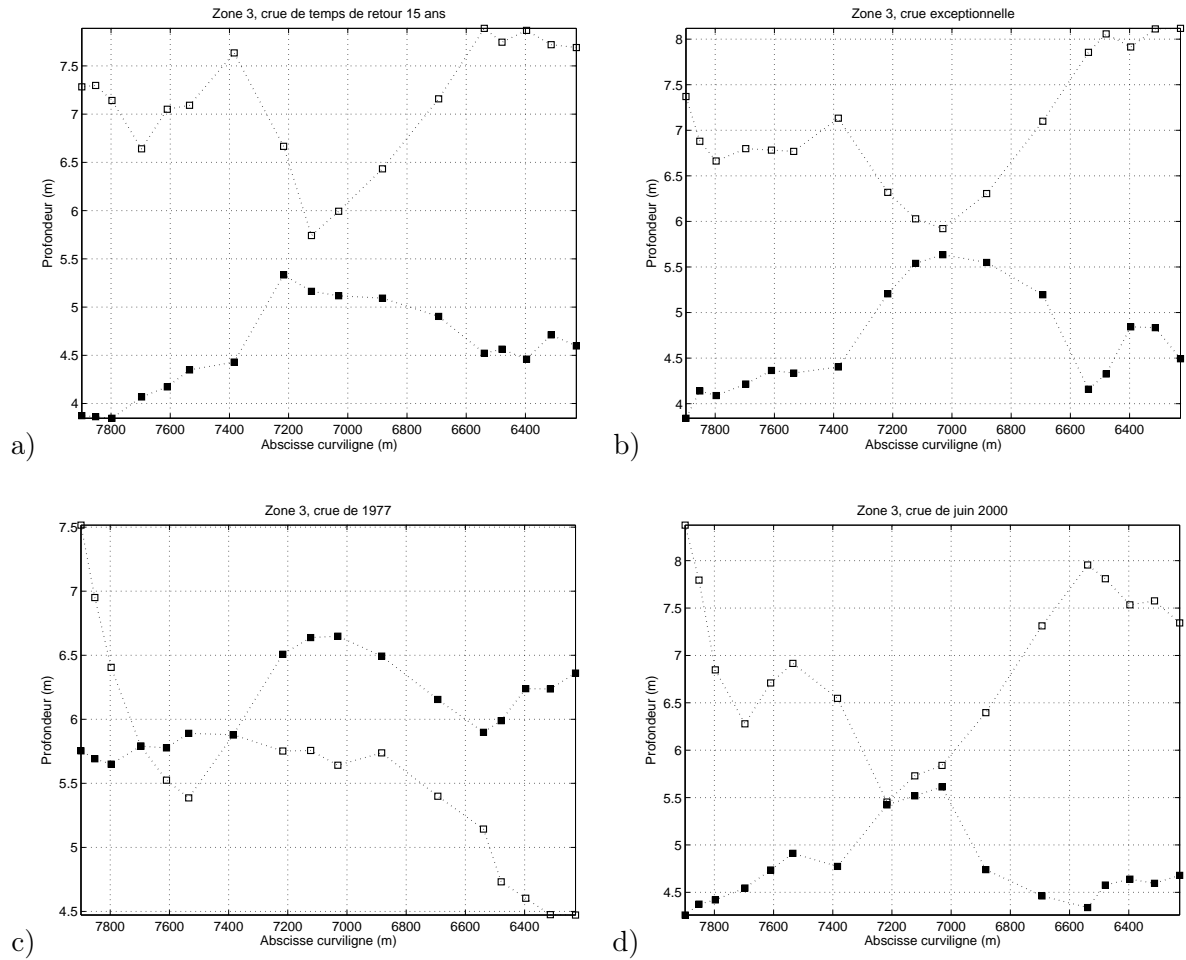 Zone 3, crue de temps de retour 15 ans
7.5
7
6.5
6
5.5
5
4.5
4
Profondeur (m)
7800 7600 7400 7200 7000 6800 6600 6400
Abscisse curviligne (m)
a)
Zone 3, crue exceptionnelle
8
7.5
7
6.5
6
5.5
5
4.5
4
Profondeur (m)
7800 7600 7400 7200 7000 6800 6600 6400
Abscisse curviligne (m)
b)
Zone 3, crue de 1977
7.5
7
6.5
6
5.5
5
4.5
Profondeur (m)
7800 7600 7400 7200 7000 6800 6600 6400
Abscisse curviligne (m)
c)
Zone 3, crue de juin 2000
8
7.5
7
6.5
6
5.5
5
4.5
Profondeur (m)
7800 7600 7400 7200 7000 6800 6600 6400
Abscisse curviligne (m)
d)